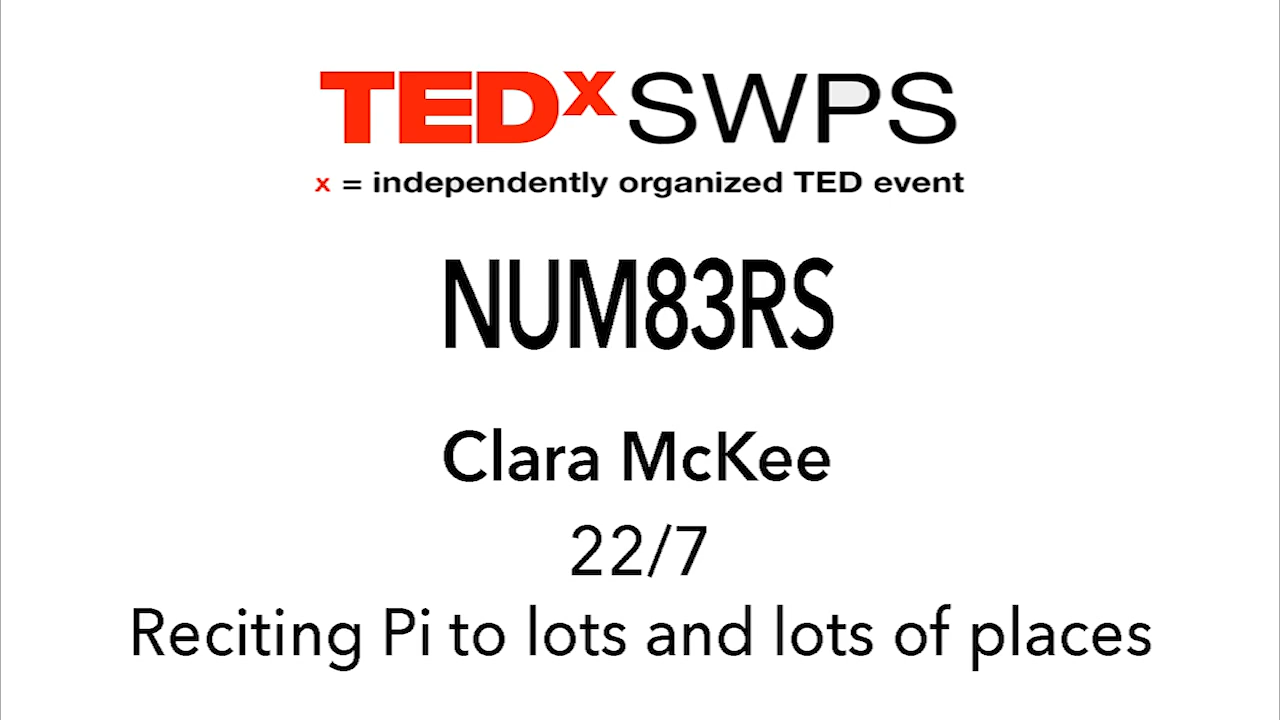 TEDx SWPS
x = independently organized TED event
NUM83RS
Clara McKee
22/7
Reciting Pi to lots and lots of places